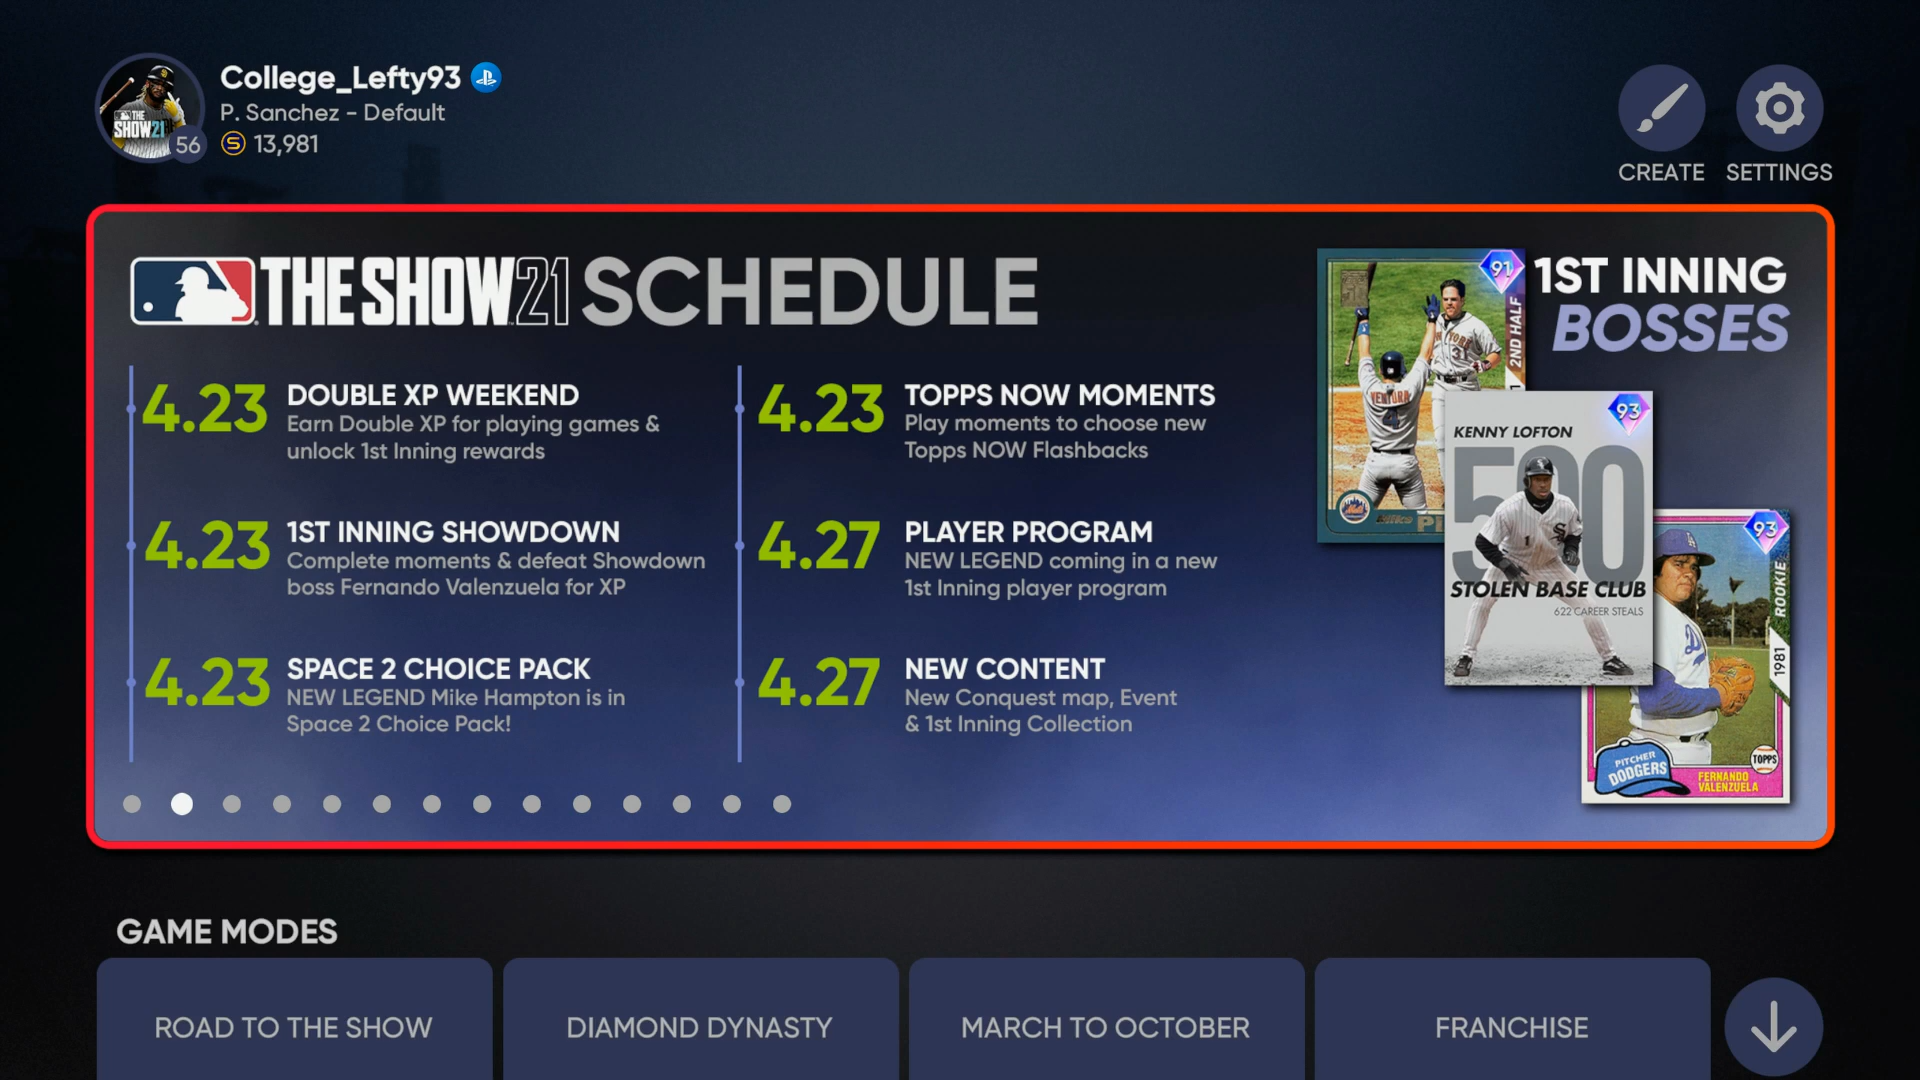 College_Lefty93
P. Sanchez - Default
56
13,981
CREATE
SETTINGS
THE SHOW 21 SCHEDULE
4.23
DOUBLE XP WEEKEND
Earn Double XP for playing games &
unlock 1st Inning rewards
4.23
1ST INNING SHOWDOWN
Complete moments & defeat Showdown
boss Fernando Valenzuela for XP
4.23
SPACE 2 CHOICE PACK
NEW LEGEND Mike Hampton is in
Space 2 Choice Pack!
4.23
TOPPS NOW MOMENTS
Play moments to choose new
Topps NOW Flashbacks
4.27
PLAYER PROGRAM
NEW LEGEND coming in a new
1st Inning player program
4.27
NEW CONTENT
New Conquest map, Event
& 1st Inning Collection
1ST INNING
BOSSES
91
2ND HALF
VENTURA
4
31
93
KENNY LOFTON
500
STOLEN BASE CLUB
622 CAREER STEALS
93
ROOKIE
1981
PITCHER
DODGERS
TOPPS
FERNANDO
VALENZUELA
GAME MODES
ROAD TO THE SHOW
DIAMOND DYNASTY
MARCH TO OCTOBER
FRANCHISE